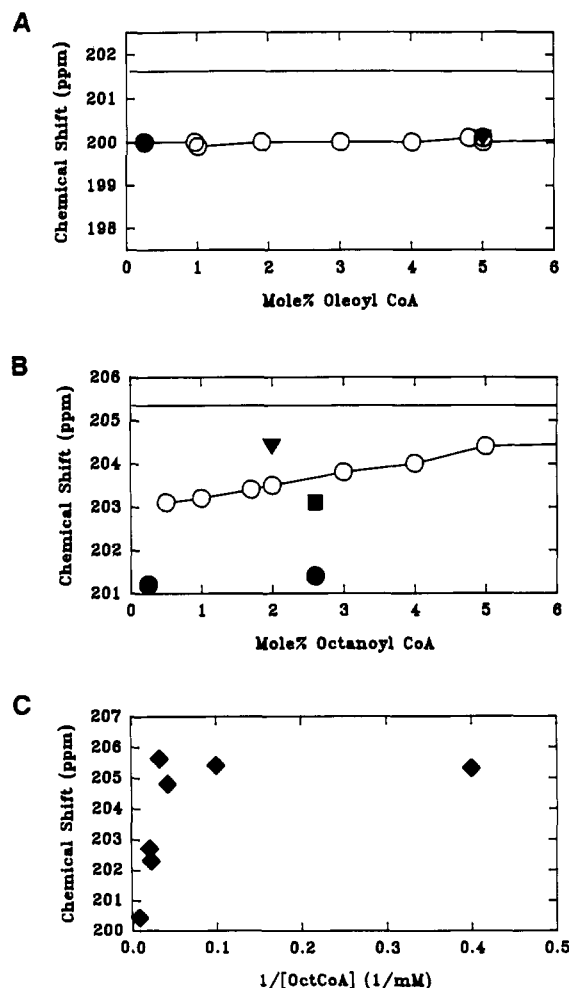 A
Chemical Shift (ppm)
202
201
200
199
198
0 1 2 3 4 5 6
Mole% Oleoyl CoA
B
Chemical Shift (ppm)
206
205
204
203
202
201
0 1 2 3 4 5 6
Mole% Octanoyl CoA
C
Chemical Shift (ppm)
207
206
205
204
203
202
201
200
0.0 0.1 0.2 0.3 0.4 0.5
1/[OctCoA] (1/mM)